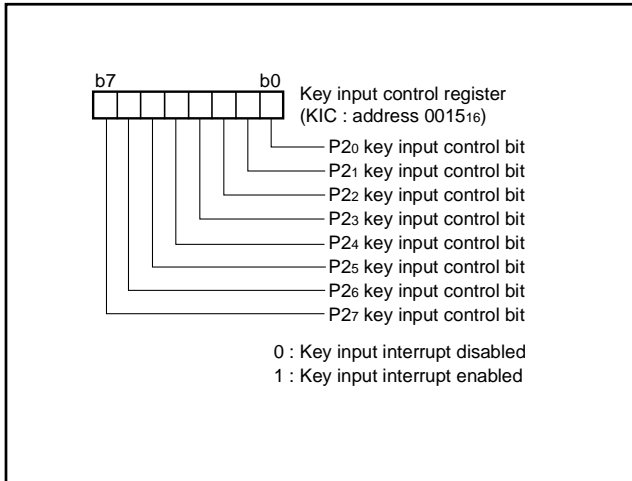 b7 b0
Key input control register
(KIC : address 0015₁₆)
P2₀ key input control bit
P2₁ key input control bit
P2₂ key input control bit
P2₃ key input control bit
P2₄ key input control bit
P2₅ key input control bit
P2₆ key input control bit
P2₇ key input control bit
0 : Key input interrupt disabled
1 : Key input interrupt enabled